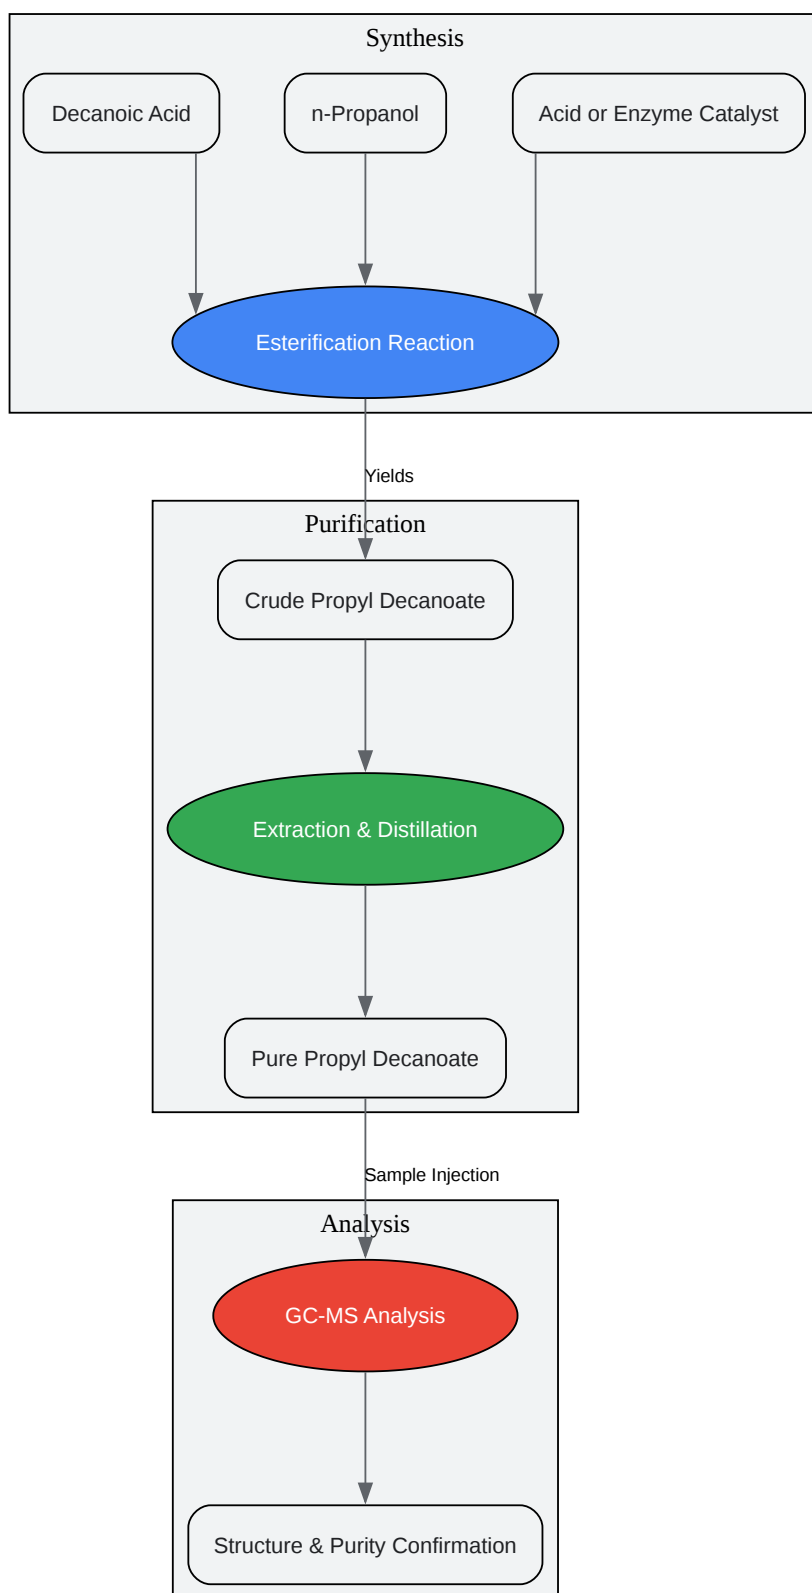 Synthesis
Decanoic Acid
n-Propanol
Acid or Enzyme Catalyst
Esterification Reaction
Yields
Purification
Crude Propyl Decanoate
Extraction & Distillation
Pure Propyl Decanoate
Sample Injection
Analysis
GC-MS Analysis
Structure & Purity Confirmation